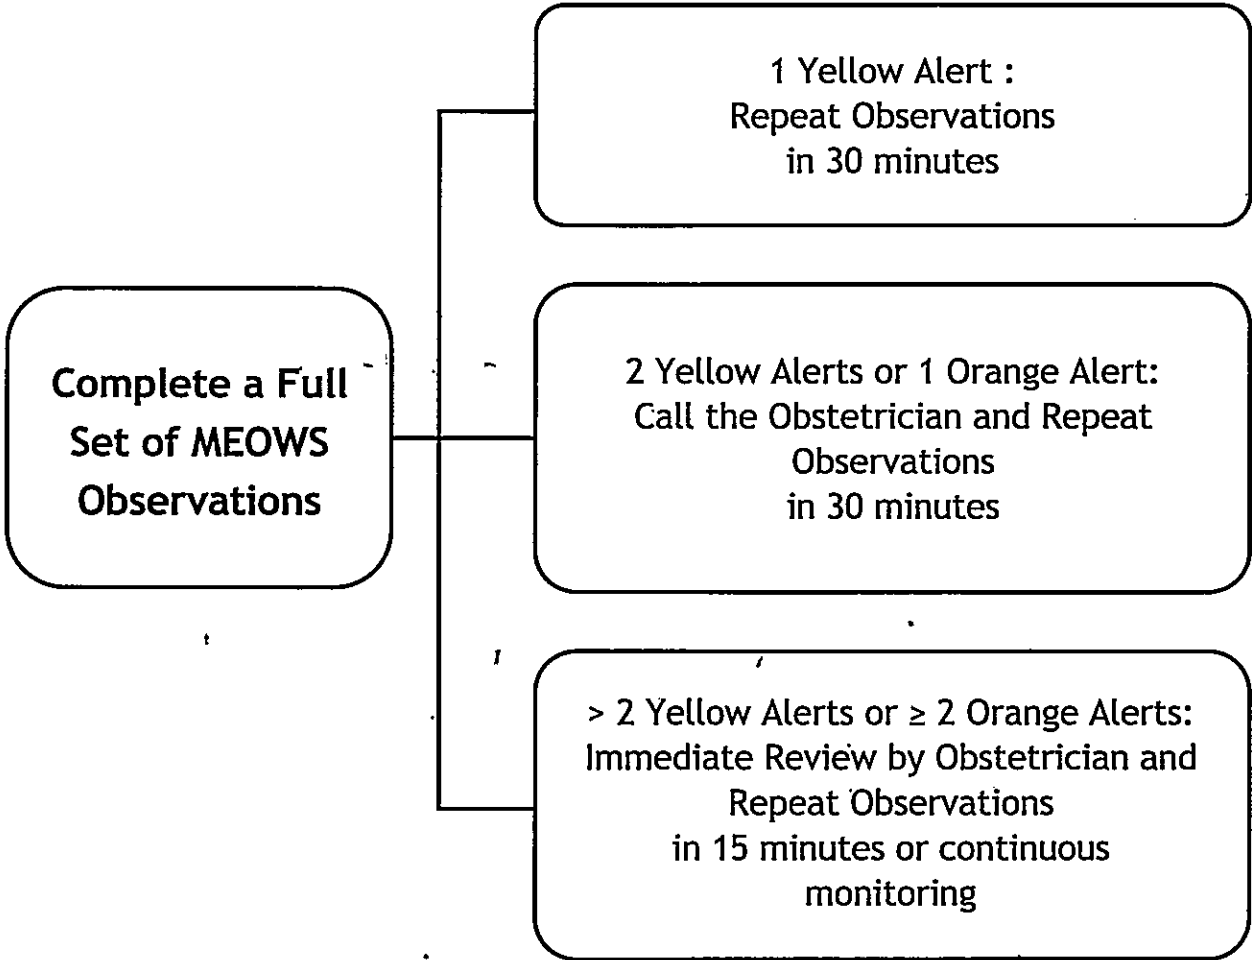 1 Yellow Alert :
Repeat Observations
in 30 minutes
Complete a Full
Set of MEOWS
Observations
2 Yellow Alerts or 1 Orange Alert:
Call the Obstetrician and Repeat
Observations
in 30 minutes
> 2 Yellow Alerts or ≥ 2 Orange Alerts:
Immediate Review by Obstetrician and
Repeat Observations
in 15 minutes or continuous
monitoring